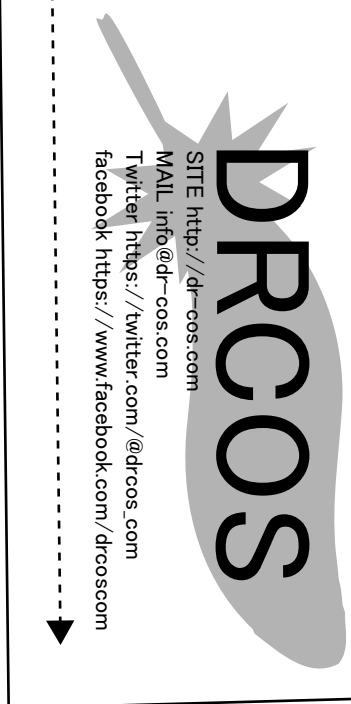 DRCOS
SITE http://dr-cos.com
MAIL info@dr-cos.com
Twitter https://twitter.com/@drcos_com
facebook https://www.facebook.com/drcoscom